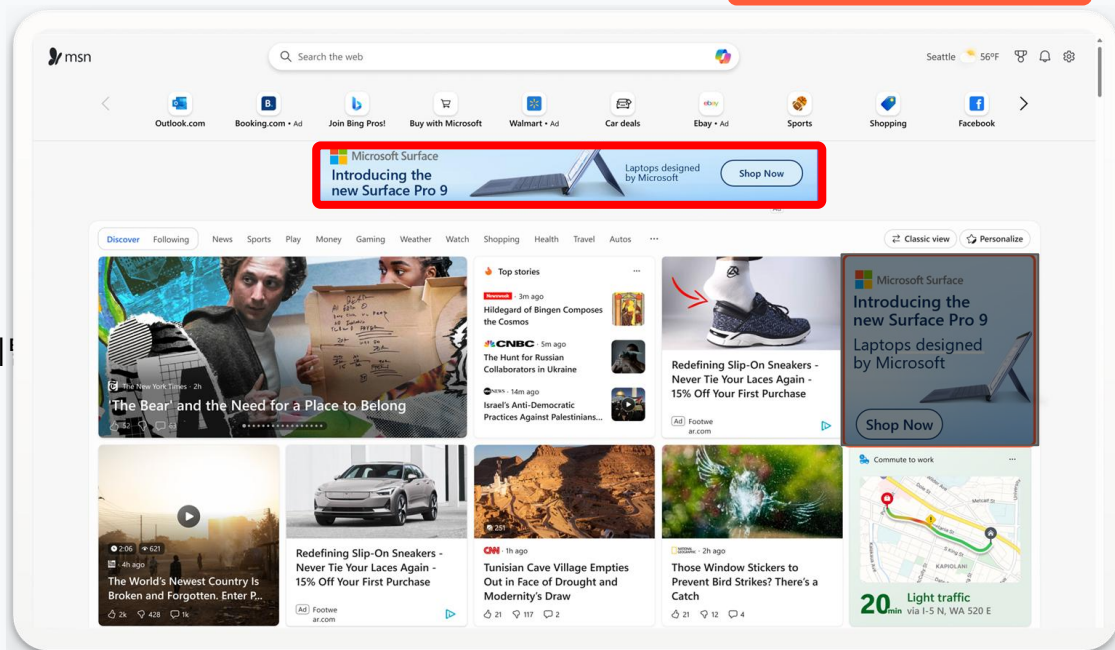 msn
Search the web
Seattle 56°F
Outlook.com
Booking.com • Ad
Join Bing Pros!
Buy with Microsoft
Walmart • Ad
Car deals
Ebay • Ad
Sports
Shopping
Facebook
Microsoft Surface
Introducing the
new Surface Pro 9
Laptops designed
by Microsoft
Shop Now
Ad
Discover Following News Sports Play Money Gaming Weather Watch Shopping Health Travel Autos ...
Classic view
Personalize
The New York Times · 2h
'The Bear' and the Need for a Place to Belong
52
Top stories
Newsweek · 3m ago
Hildegard of Bingen Composes
the Cosmos
CNBC · 5m ago
The Hunt for Russian
Collaborators in Ukraine
NEWS · 14m ago
Israel's Anti-Democratic
Practices Against Palestinians...
Redefining Slip-On Sneakers -
Never Tie Your Laces Again -
15% Off Your First Purchase
Ad Footwe
ar.com
Microsoft Surface
Introducing the
new Surface Pro 9
Laptops designed
by Microsoft
Shop Now
2:06 621
4h ago
The World's Newest Country Is
Broken and Forgotten. Enter P...
2k 428 1k
Redefining Slip-On Sneakers -
Never Tie Your Laces Again -
15% Off Your First Purchase
Ad Footwe
ar.com
251
CNN · 1h ago
Tunisian Cave Village Empties
Out in Face of Drought and
Modernity's Draw
21 117 2
NATIONAL GEOGRAPHIC · 2h ago
Those Window Stickers to
Prevent Bird Strikes? There's a
Catch
21 12 4
Commute to work
KAPIOLANI
20 min
Light traffic
via I-5 N, WA 520 E